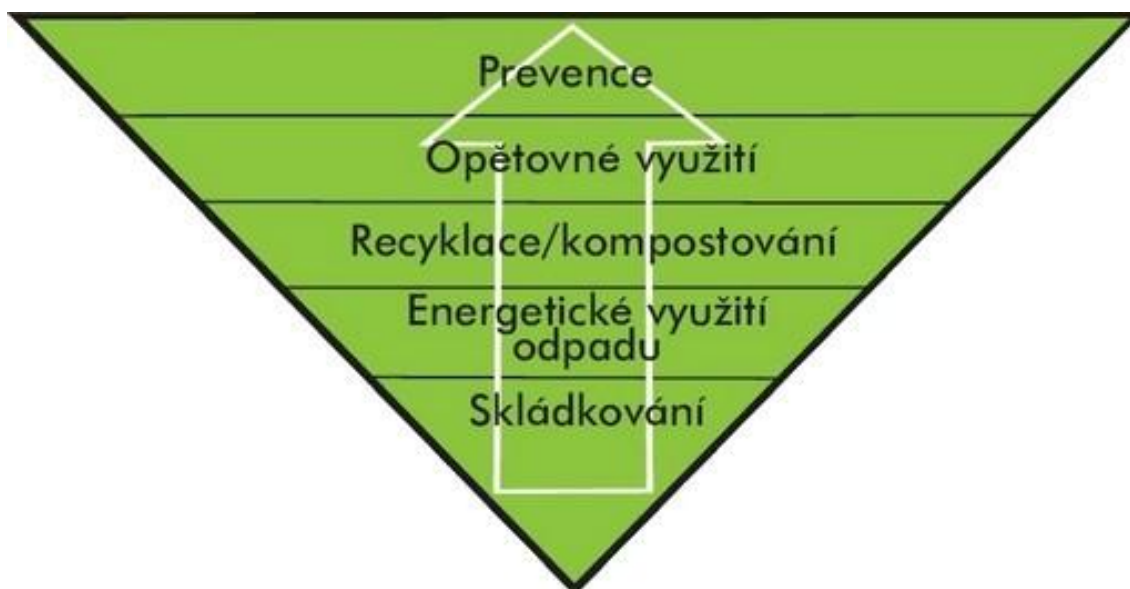 Prevence
Opětovné využití
Recyklace/kompostování
Energetické využití
odpadu
Skládkování